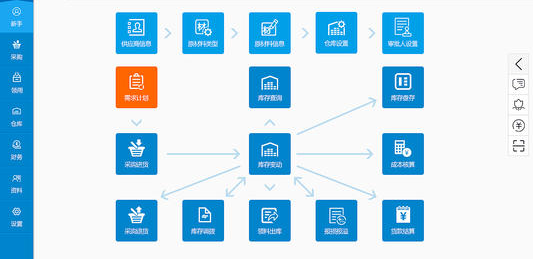 新手
采购
领用
仓库
财务
资料
设置
供应商信息
原材料类型
原材料信息
仓库设置
审批人设置
需求计划
库存查询
库存盘存
采购进货
库存变动
成本核算
采购退货
库存调拨
领料出库
报损报溢
货款结算